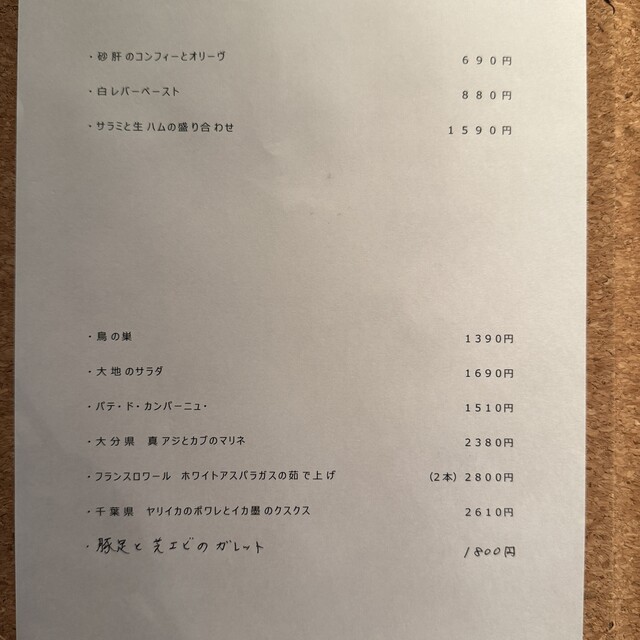 ・砂肝のコンフィーとオリーヴ 690円
・白レバーペースト 880円
・サラミと生ハムの盛り合わせ 1590円
・鳥の巣 1390円
・大地のサラダ 1690円
・パテ・ド・カンパーニュ・ 1510円
・大分県 真アジとカブのマリネ 2380円
・フランスロワール ホワイトアスパラガスの茹で上げ (2本) 2800円
・千葉県 ヤリイカのポワレとイカ墨のクスクス 2610円
・豚足と芝エビのガレット 1800円